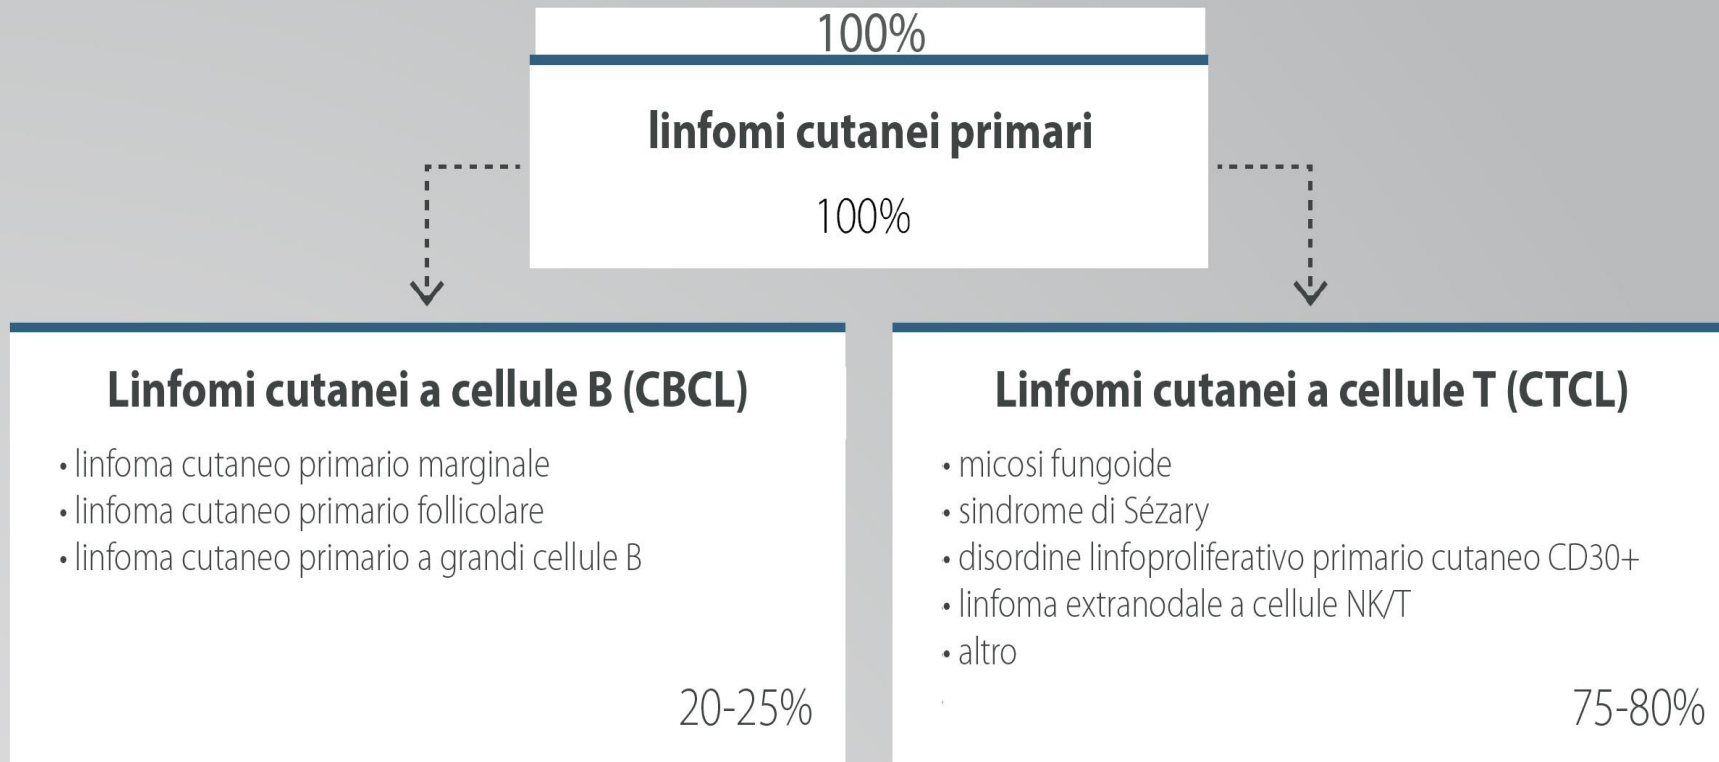 100%
linfomi cutanei primari
100%
Linfomi cutanei a cellule B (CBCL)
• linfoma cutaneo primario marginale
• linfoma cutaneo primario follicolare
• linfoma cutaneo primario a grandi cellule B
20-25%
Linfomi cutanei a cellule T (CTCL)
• micosi fungoide
• sindrome di Sézary
• disordine linfoproliferativo primario cutaneo CD30+
• linfoma extranodale a cellule NK/T
• altro
75-80%